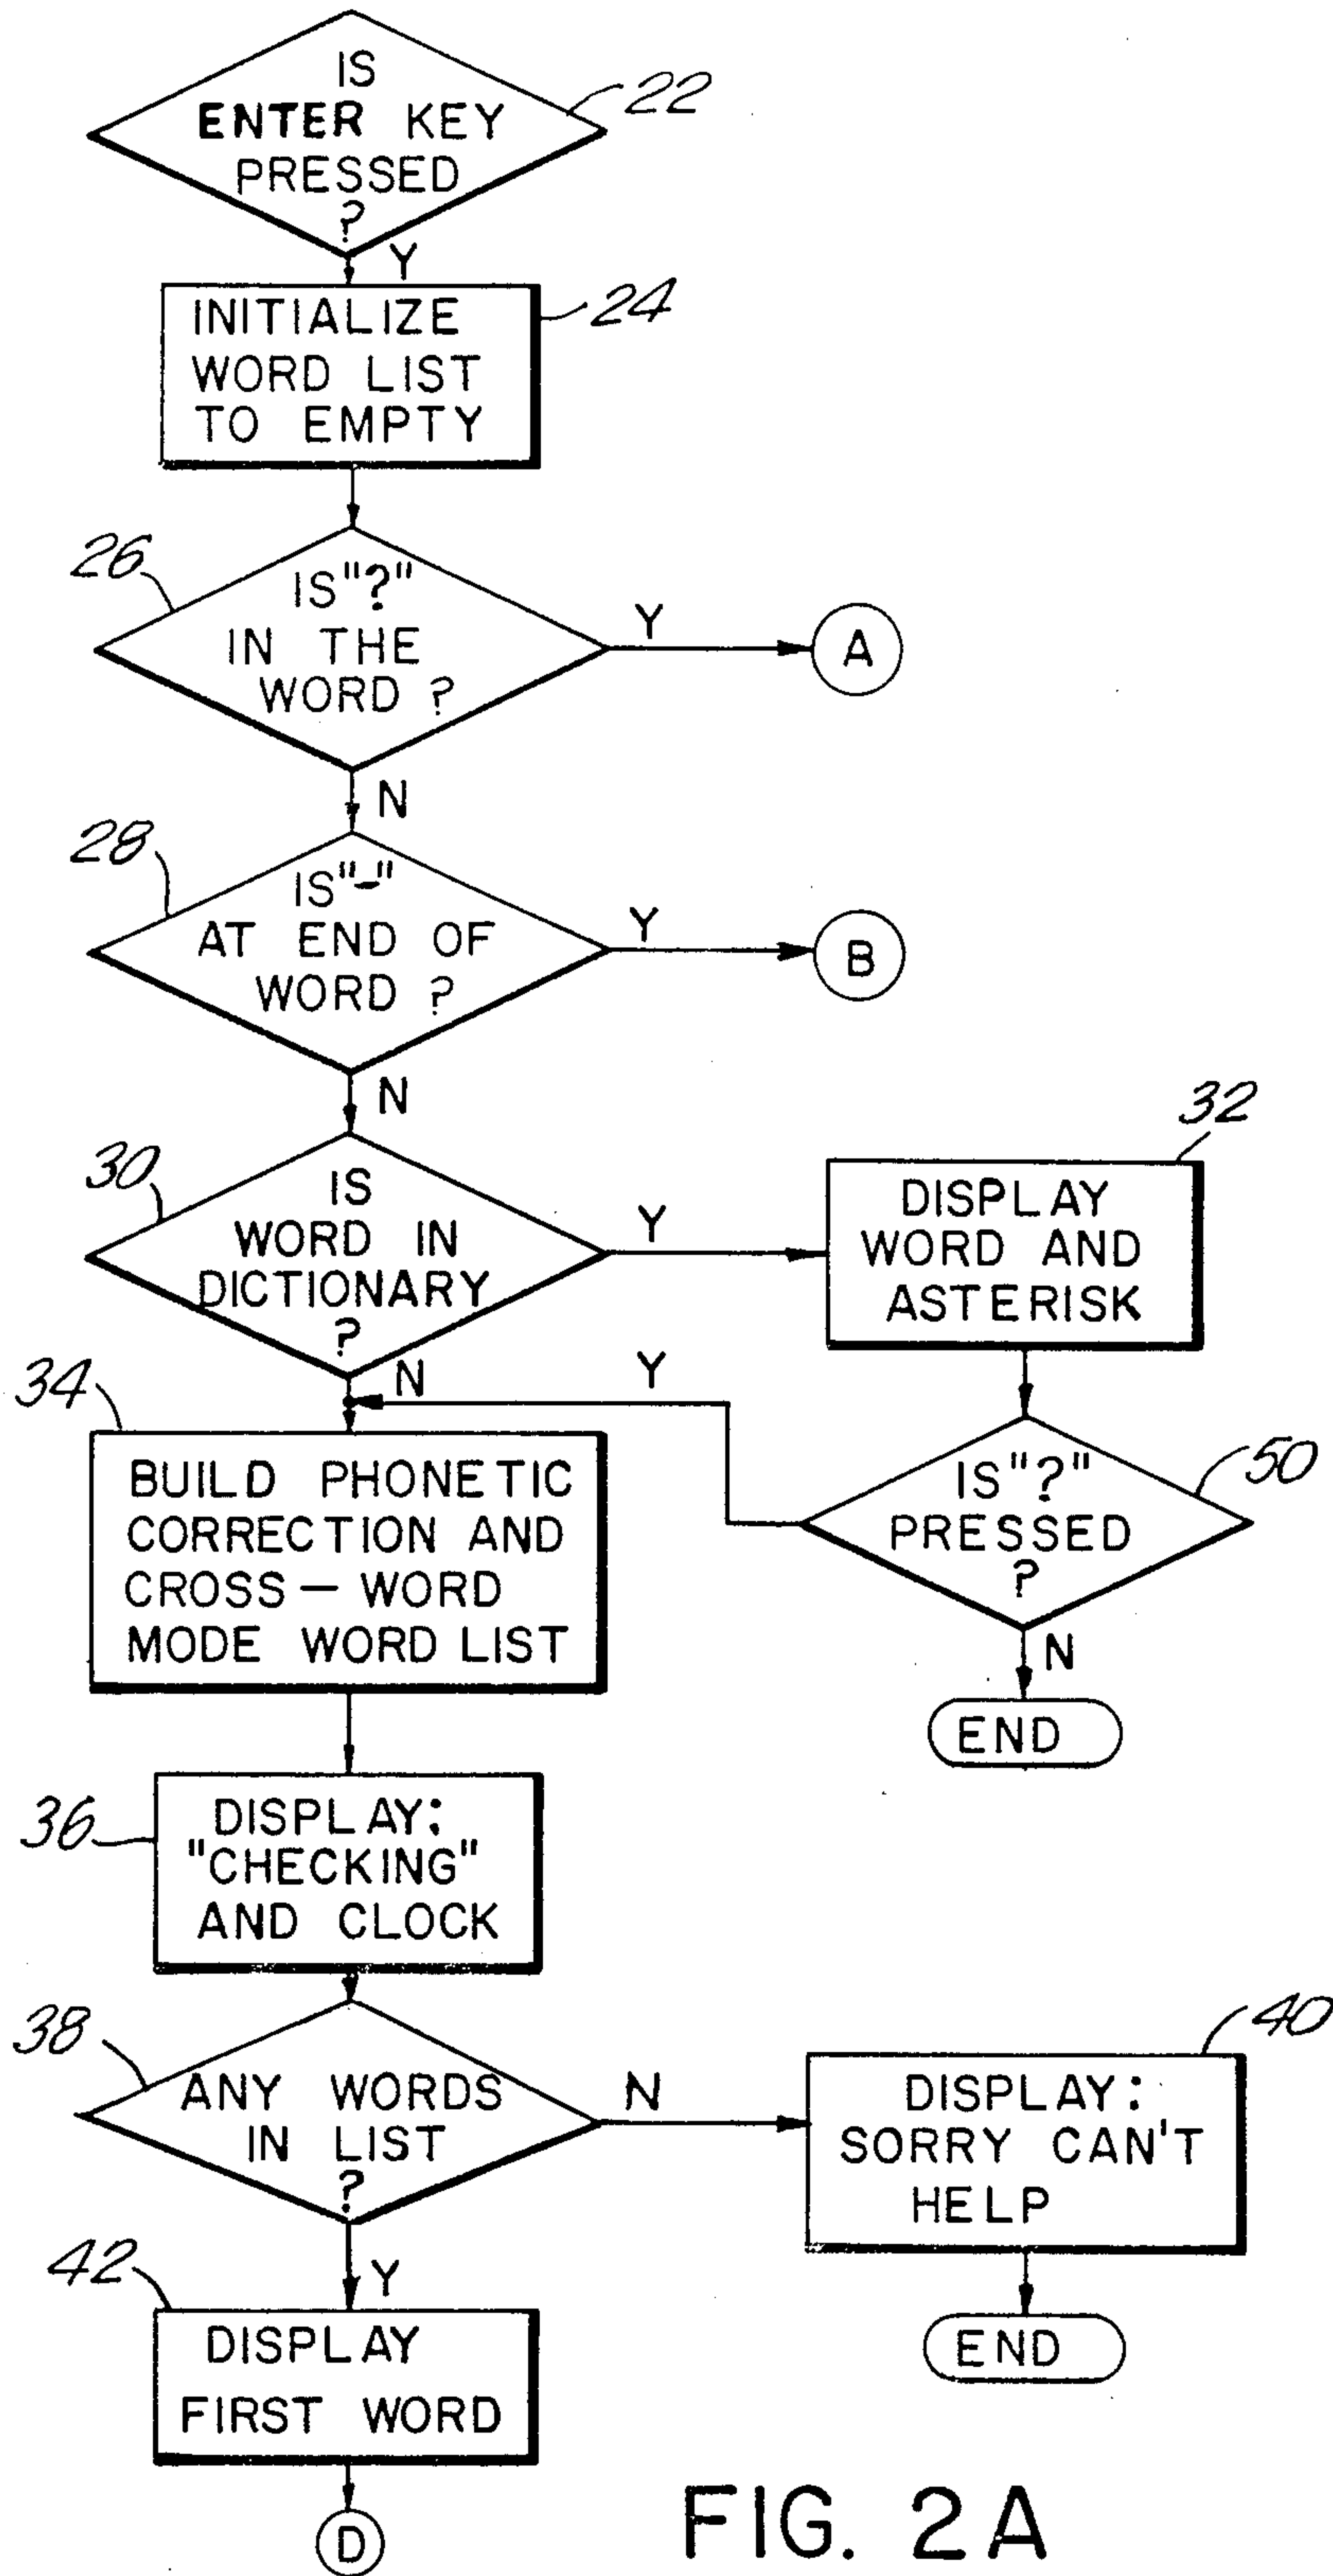 IS
ENTER KEY
PRESSED
?
22
Y
INITIALIZE
WORD LIST
TO EMPTY
24
26
IS "?"
IN THE
WORD ?
Y
A
N
28
IS "-"
AT END OF
WORD ?
Y
B
N
30
IS
WORD IN
DICTIONARY
?
Y
32
DISPLAY
WORD AND
ASTERISK
N
Y
34
BUILD PHONETIC
CORRECTION AND
CROSS — WORD
MODE WORD LIST
IS "?"
PRESSED
?
50
N
END
36
DISPLAY:
"CHECKING"
AND CLOCK
38
ANY WORDS
IN LIST
?
N
40
DISPLAY:
SORRY CAN'T
HELP
END
Y
42
DISPLAY
FIRST WORD
D
FIG. 2A